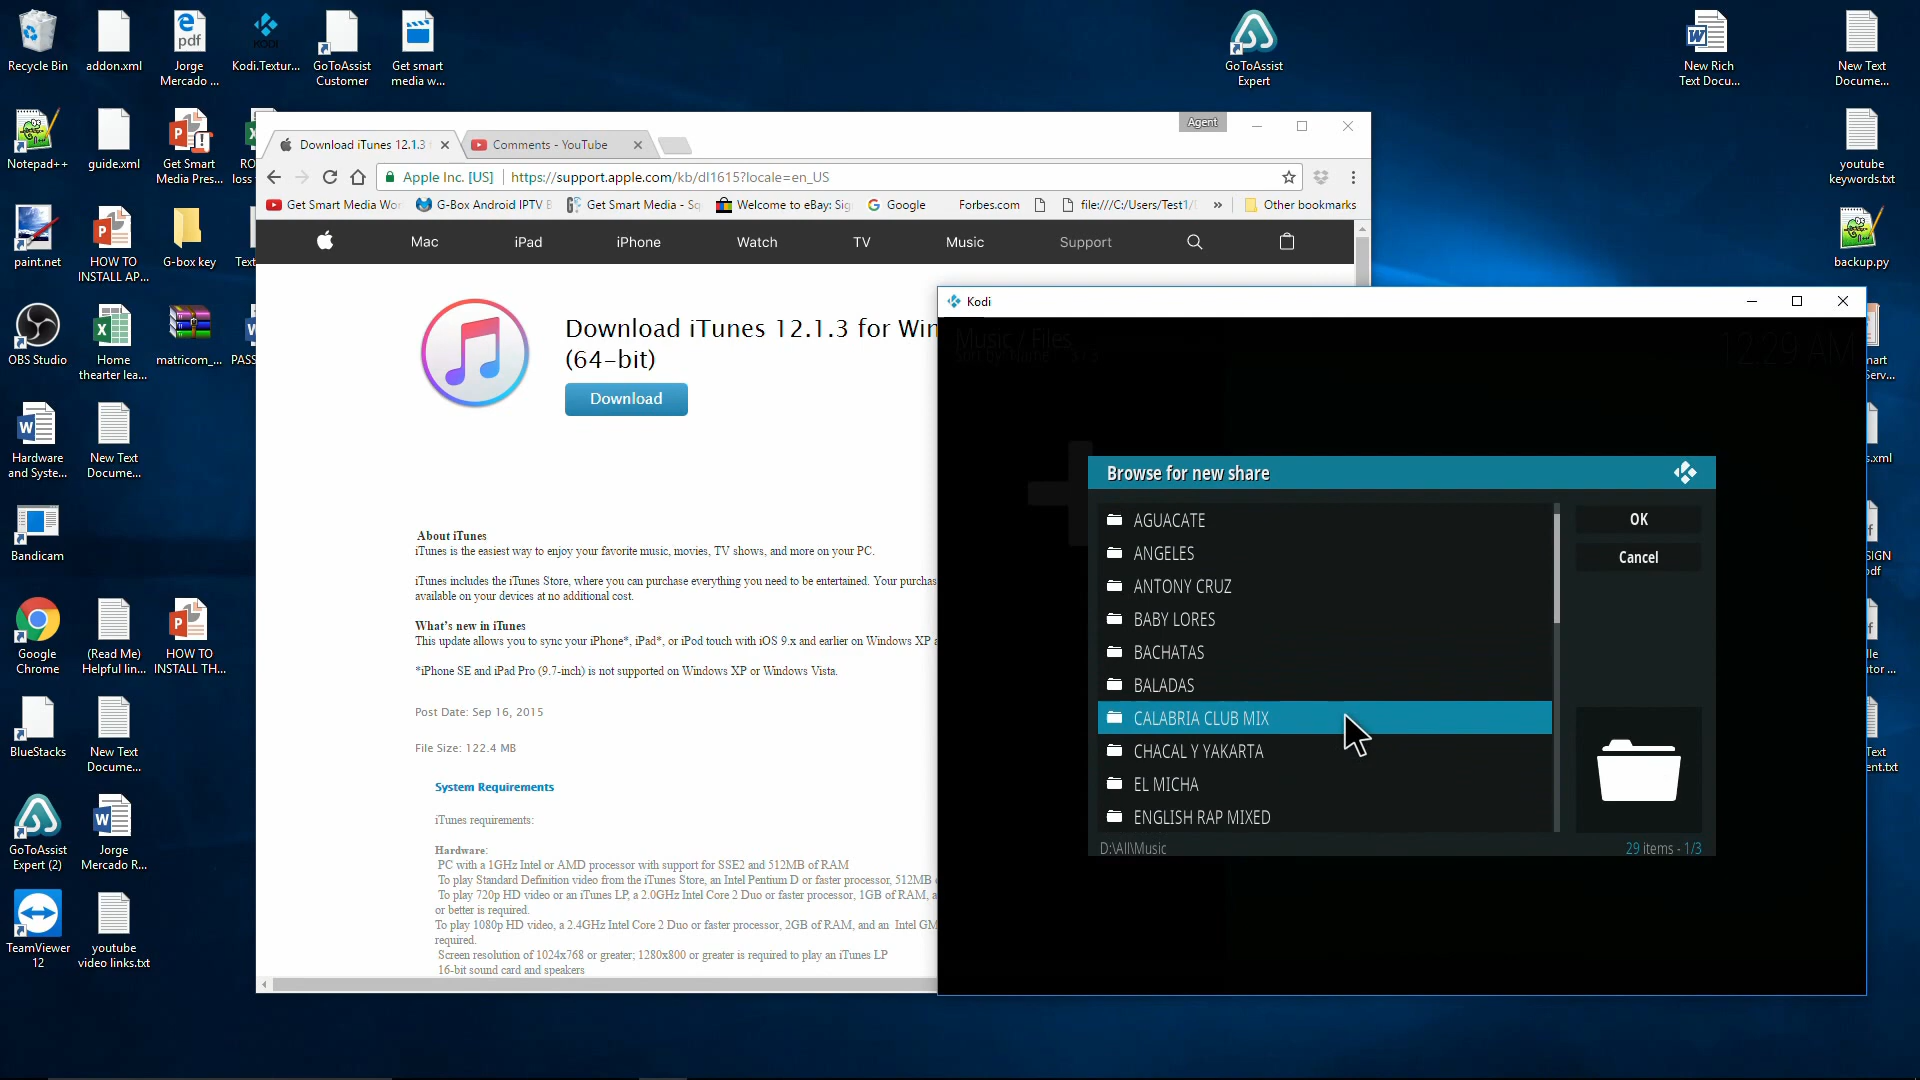 Recycle Bin
addon.xml
Jorge
Mercado ...
Kodi.Textur...
GoToAssist
Customer
Get smart
media w...
GoToAssist
Expert
New Rich
Text Docu...
New Text
Docume...
Notepad++
guide.xml
Get Smart
Media Pres...
RO
loss
youtube
keywords.txt
paint.net
HOW TO
INSTALL AP...
G-box key
Text
backup.py
OBS Studio
Home
thearter lea...
matricom_...
PASS
Hardware
and Syste...
New Text
Docume...
Bandicam
Google
Chrome
(Read Me)
Helpful lin...
HOW TO
INSTALL TH...
BlueStacks
New Text
Docume...
GoToAssist
Expert (2)
Jorge
Mercado R...
TeamViewer
12
youtube
video links.txt
Agent
Download iTunes 12.1.3
Comments - YouTube
Apple Inc. [US]
https://support.apple.com/kb/dl1615?locale=en_US
Get Smart Media Wor
G-Box Android IPTV B
Get Smart Media - Sq
Welcome to eBay: Sig
Google
Forbes.com
file:///C:/Users/Test1/
»
Other bookmarks
Mac
iPad
iPhone
Watch
TV
Music
Support
Download iTunes 12.1.3 for Win
(64-bit)
Download
About iTunes
iTunes is the easiest way to enjoy your favorite music, movies, TV shows, and more on your PC.
iTunes includes the iTunes Store, where you can purchase everything you need to be entertained. Your purchas
available on your devices at no additional cost.
What's new in iTunes
This update allows you to sync your iPhone*, iPad*, or iPod touch with iOS 9.x and earlier on Windows XP a
*iPhone SE and iPad Pro (9.7-inch) is not supported on Windows XP or Windows Vista.
Post Date: Sep 16, 2015
File Size: 122.4 MB
System Requirements
iTunes requirements:
Hardware:
PC with a 1GHz Intel or AMD processor with support for SSE2 and 512MB of RAM
To play Standard Definition video from the iTunes Store, an Intel Pentium D or faster processor, 512MB
To play 720p HD video or an iTunes LP, a 2.0GHz Intel Core 2 Duo or faster processor, 1GB of RAM, a
or better is required.
To play 1080p HD video, a 2.4GHz Intel Core 2 Duo or faster processor, 2GB of RAM, and an Intel GM
required.
Screen resolution of 1024x768 or greater; 1280x800 or greater is required to play an iTunes LP
16-bit sound card and speakers
Kodi
Music / Files
Sort by: Name
12:29 AM
Browse for new share
AGUACATE
ANGELES
ANTONY CRUZ
BABY LORES
BACHATAS
BALADAS
CALABRIA CLUB MIX
CHACAL Y YAKARTA
EL MICHA
ENGLISH RAP MIXED
OK
Cancel
D:\All\Music
29 items - 1/3